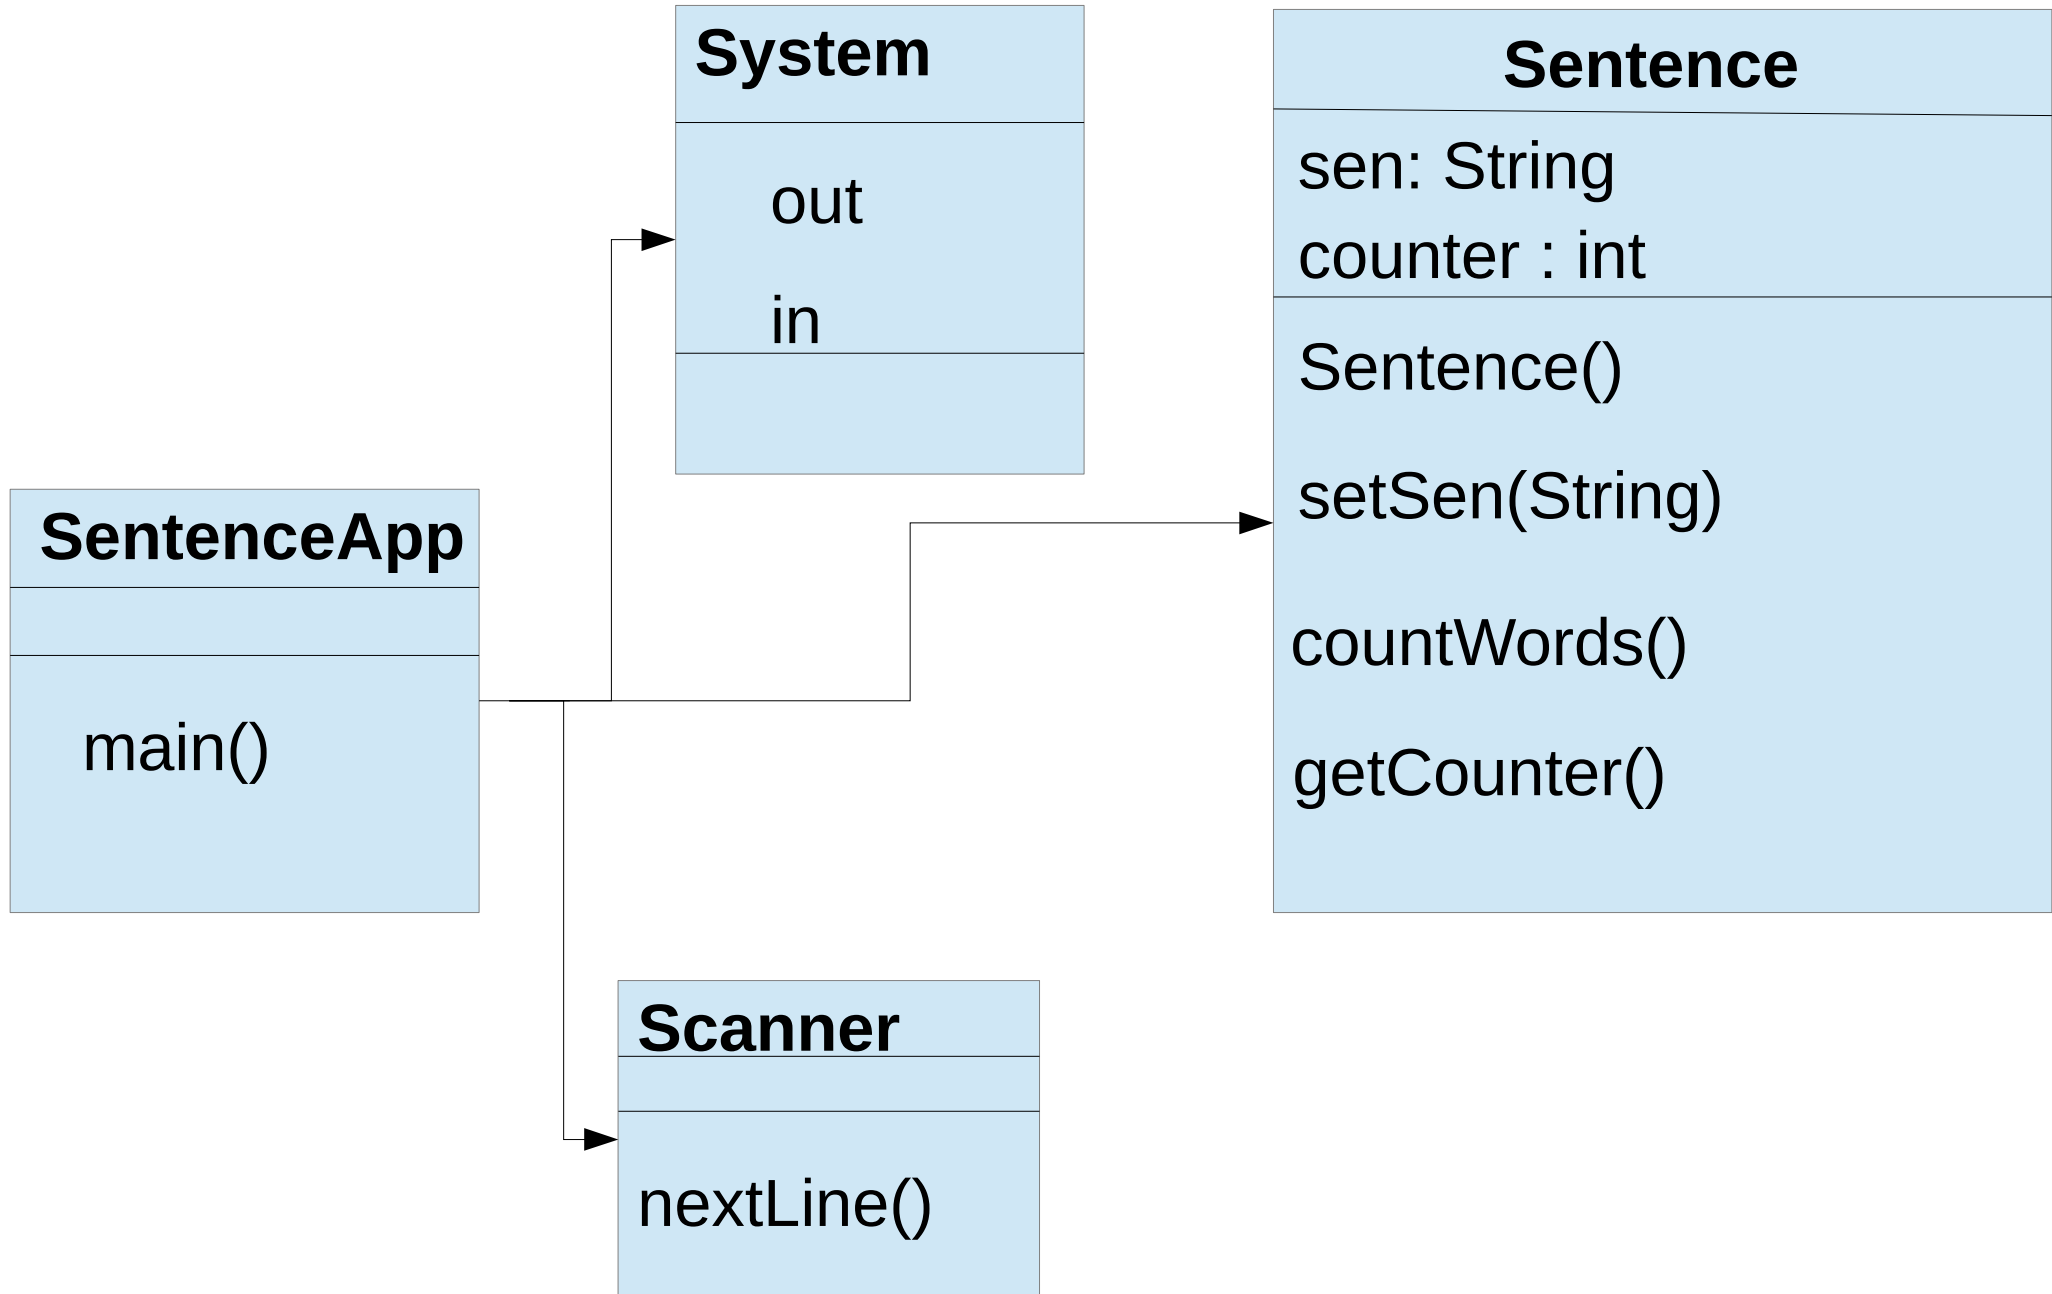 System
out
in
Sentence
sen: String
counter : int
Sentence()
setSen(String)
countWords()
getCounter()
SentenceApp
main()
Scanner
nextLine()